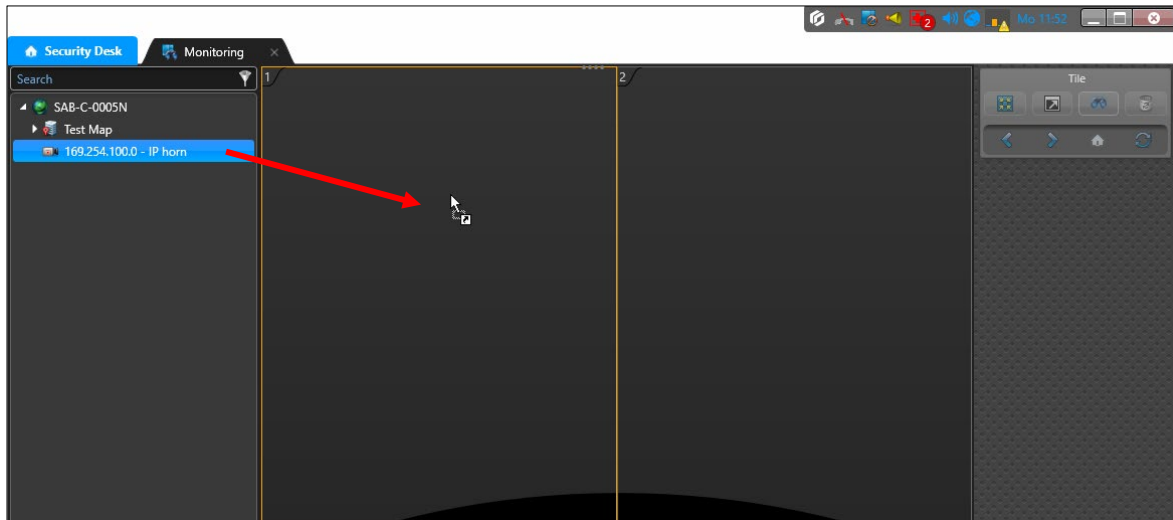 2
Mo 11:52
Security Desk
Monitoring
Search
1
2
Tile
SAB-C-0005N
Test Map
169.254.100.0 - IP horn